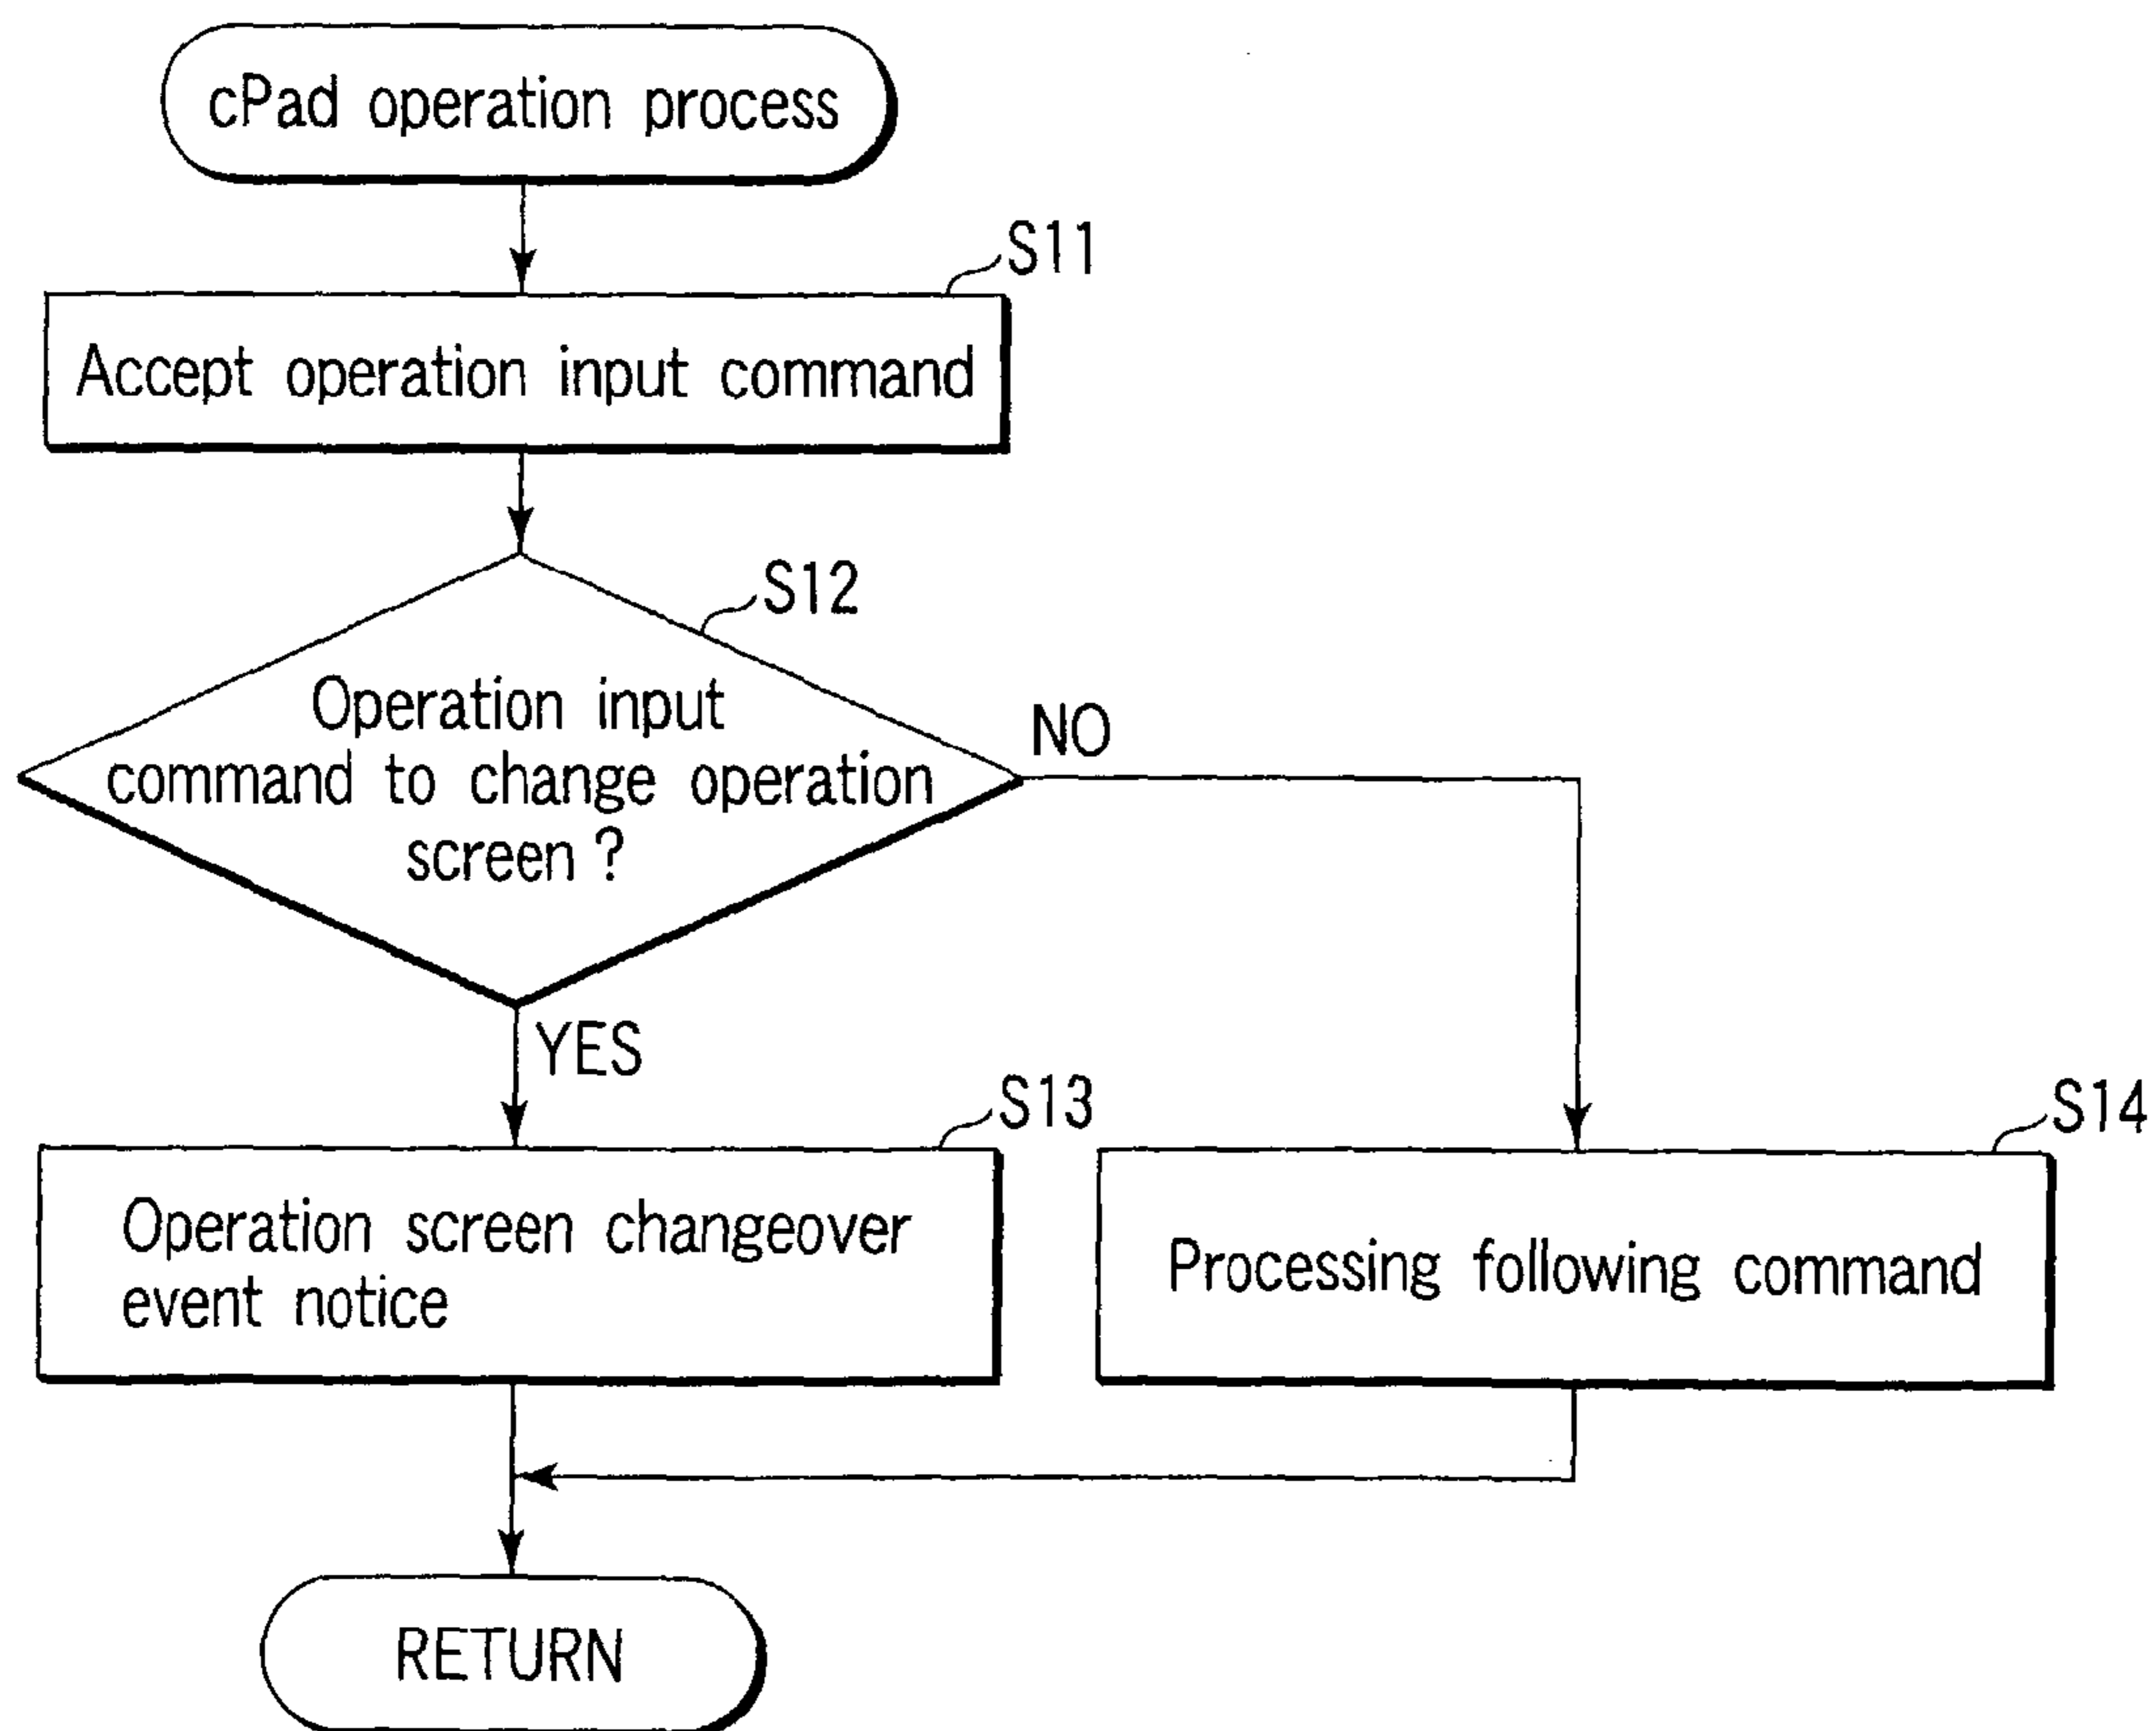 cPad operation process
S11
Accept operation input command
S12
Operation input
command to change operation
screen ?
NO
YES
S13
Operation screen changeover
event notice
S14
Processing following command
RETURN